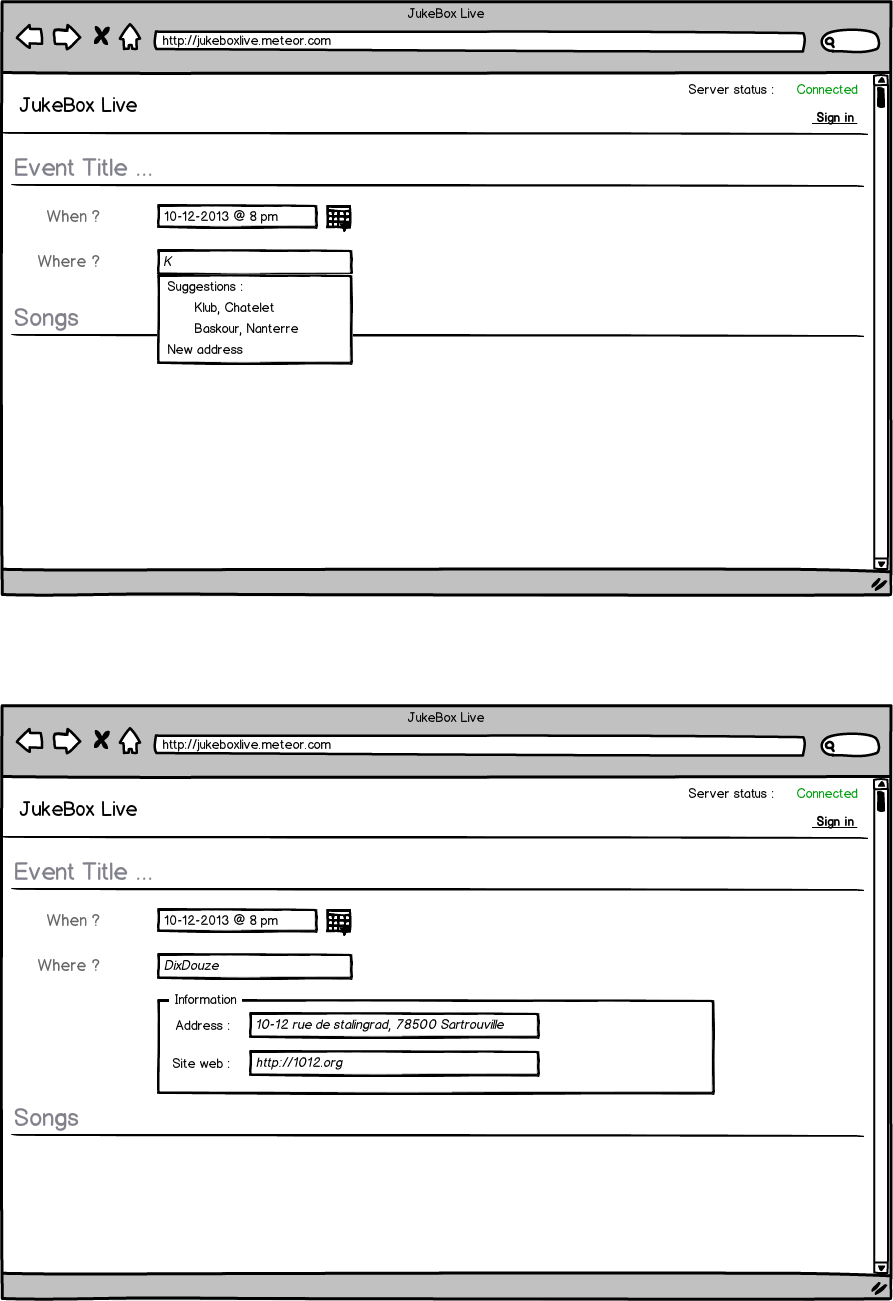 JukeBox Live
http://jukeboxlive.meteor.com
Server status : Connected
JukeBox Live
Sign in
Event Title ...
When ? 10-12-2013 @ 8 pm
Where ? K
Suggestions :
Klub, Chatelet
Songs
Baskour, Nanterre
New address
JukeBox Live
http://jukeboxlive.meteor.com
Server status : Connected
JukeBox Live
Sign in
Event Title ...
When ? 10-12-2013 @ 8 pm
Where ? DixDouze
Information
Address : 10-12 rue de stalingrad, 78500 Sartrouville
Site web : http://1012.org
Songs